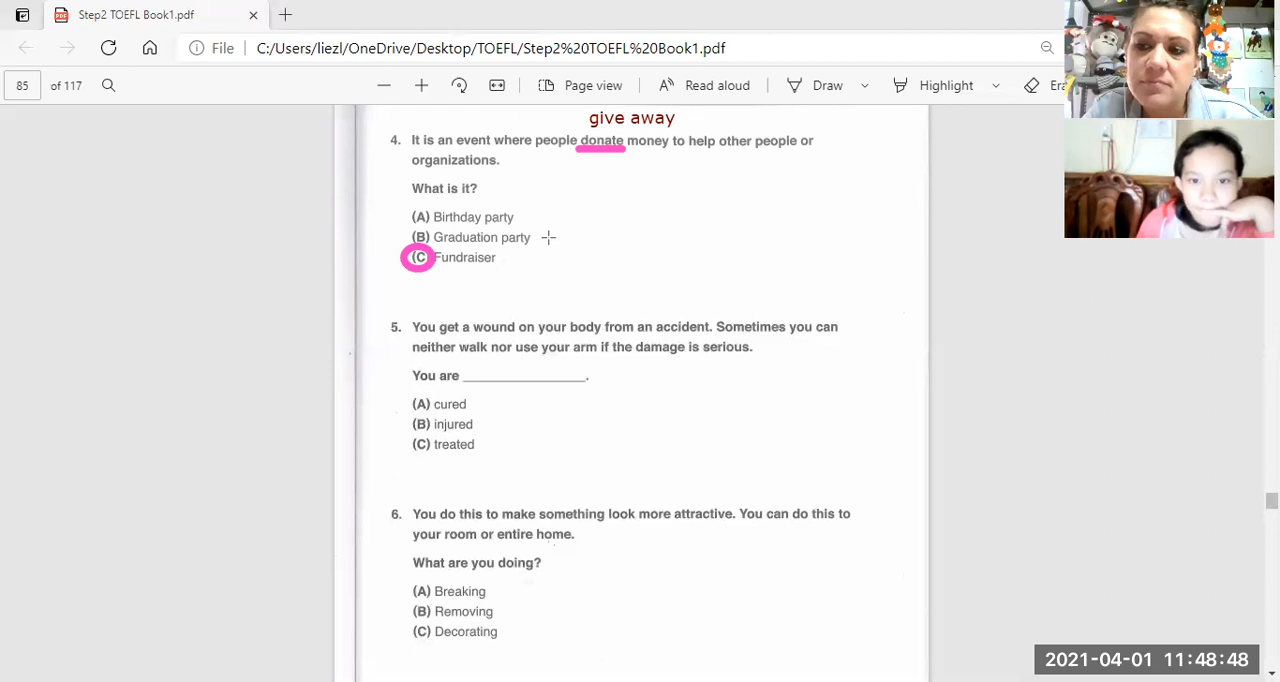 Step2 TOEFL Book1.pdf
File
C:/Users/liezl/OneDrive/Desktop/TOEFL/Step2%20TOEFL%20Book1.pdf
85 of 117
Page view
Read aloud
Draw
Highlight
give away
4. It is an event where people donate money to help other people or
organizations.
What is it?
(A) Birthday party
(B) Graduation party
(C Fundraiser
5. You get a wound on your body from an accident. Sometimes you can
neither walk nor use your arm if the damage is serious.
You are _________________.
(A) cured
(B) injured
(C) treated
6. You do this to make something look more attractive. You can do this to
your room or entire home.
What are you doing?
(A) Breaking
(B) Removing
(C) Decorating
2021-04-01 11:48:48